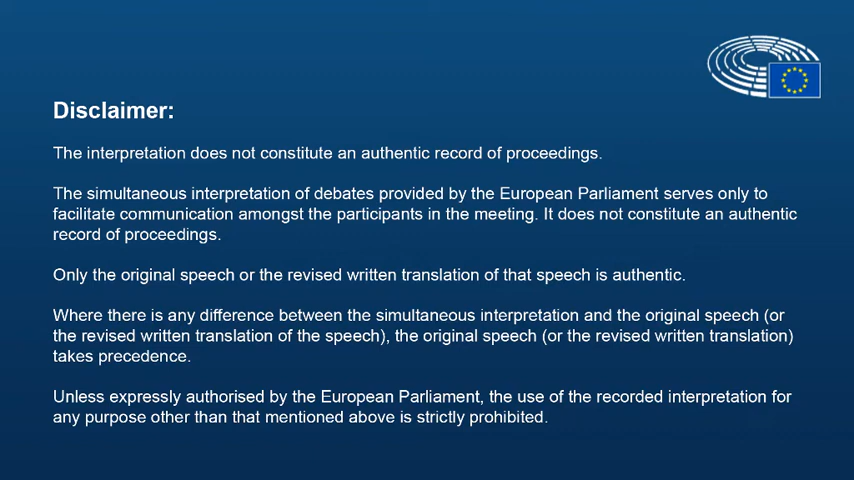 Disclaimer:
The interpretation does not constitute an authentic record of proceedings.
The simultaneous interpretation of debates provided by the European Parliament serves only to
facilitate communication amongst the participants in the meeting. It does not constitute an authentic
record of proceedings.
Only the original speech or the revised written translation of that speech is authentic.
Where there is any difference between the simultaneous interpretation and the original speech (or
the revised written translation of the speech), the original speech (or the revised written translation)
takes precedence.
Unless expressly authorised by the European Parliament, the use of the recorded interpretation for
any purpose other than that mentioned above is strictly prohibited.